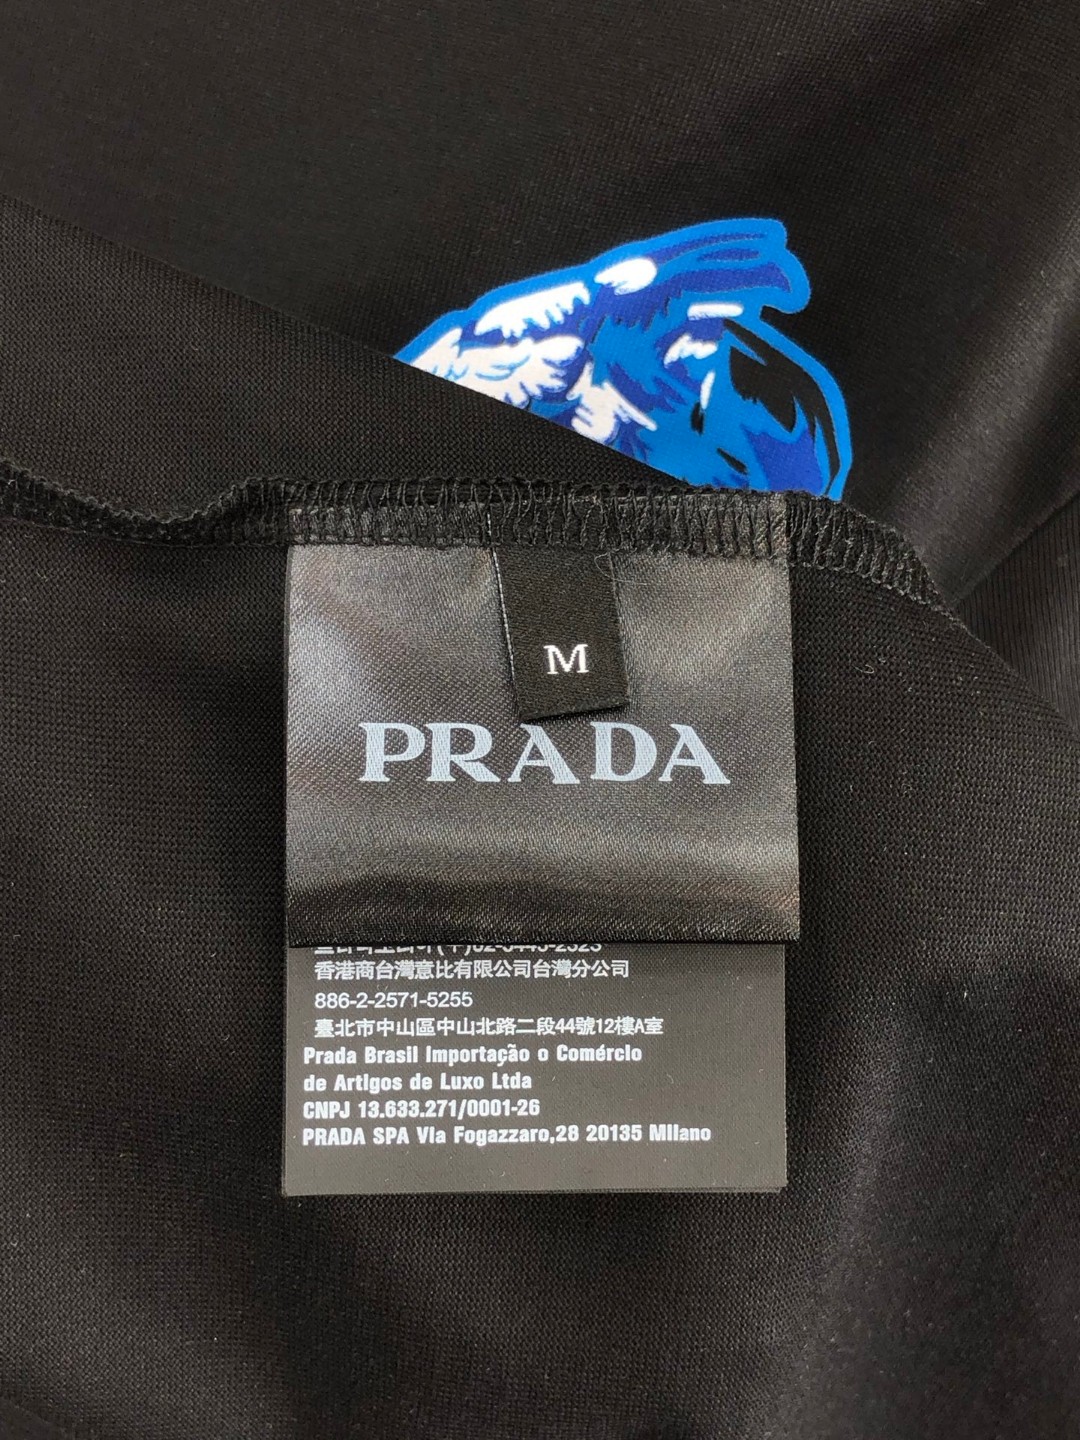 M
PRADA
香港商台灣意比有限公司台灣分公司
886-2-2571-5255
臺北市中山區中山北路二段44號12樓A室
Prada Brasil Importação o Comércio
de Artigos de Luxo Ltda
CNPJ 13.633.271/0001-26
PRADA SPA Via Fogazzaro,28 20135 Milano